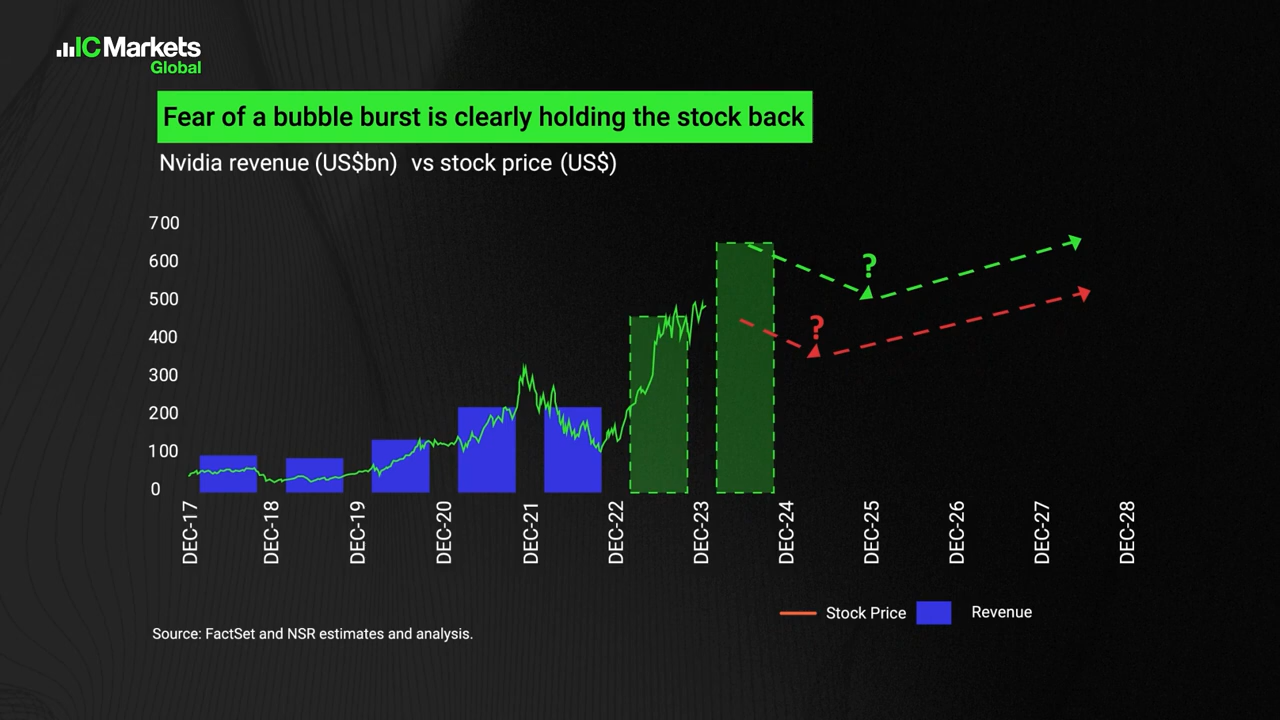 IC Markets
Global
Fear of a bubble burst is clearly holding the stock back
Nvidia revenue (US$bn) vs stock price (US$)
700
600
500
400
300
200
100
0
?
?
DEC-17
DEC-18
DEC-19
DEC-20
DEC-21
DEC-22
DEC-23
DEC-24
DEC-25
DEC-26
DEC-27
DEC-28
Stock Price
Revenue
Source: FactSet and NSR estimates and analysis.